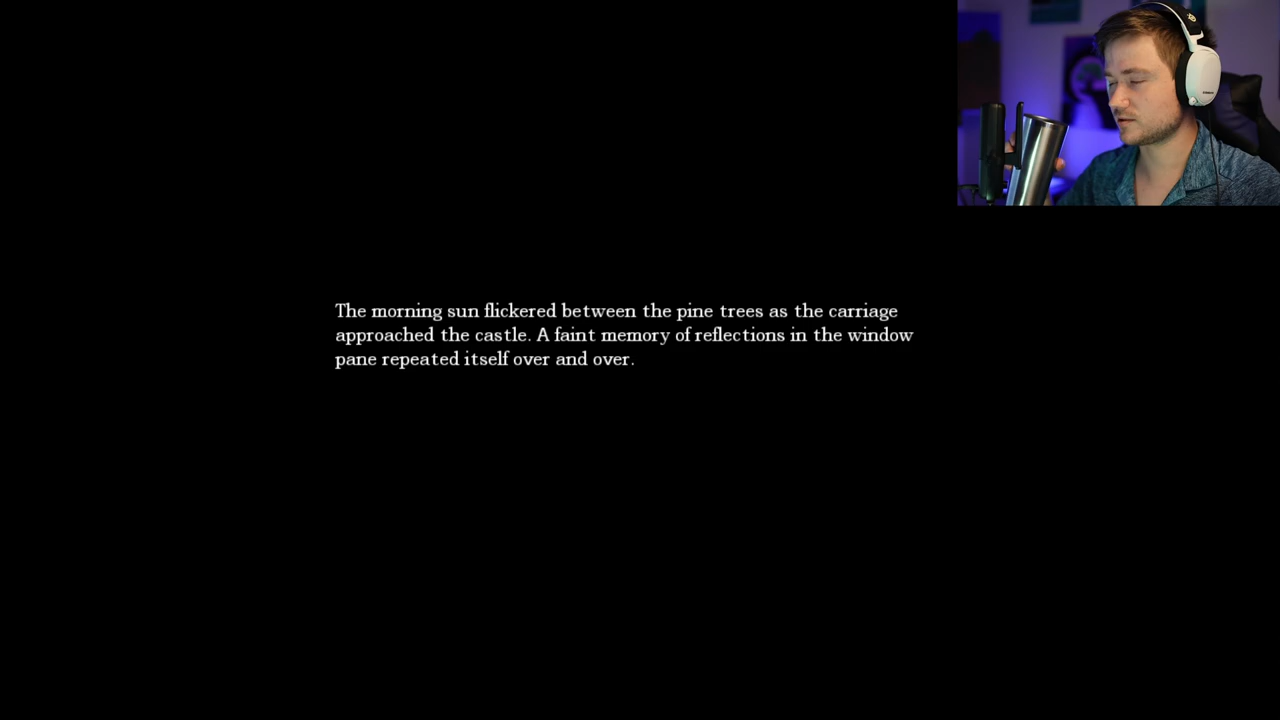 The morning sun flickered between the pine trees as the carriage
approached the castle. A faint memory of reflections in the window
pane repeated itself over and over.